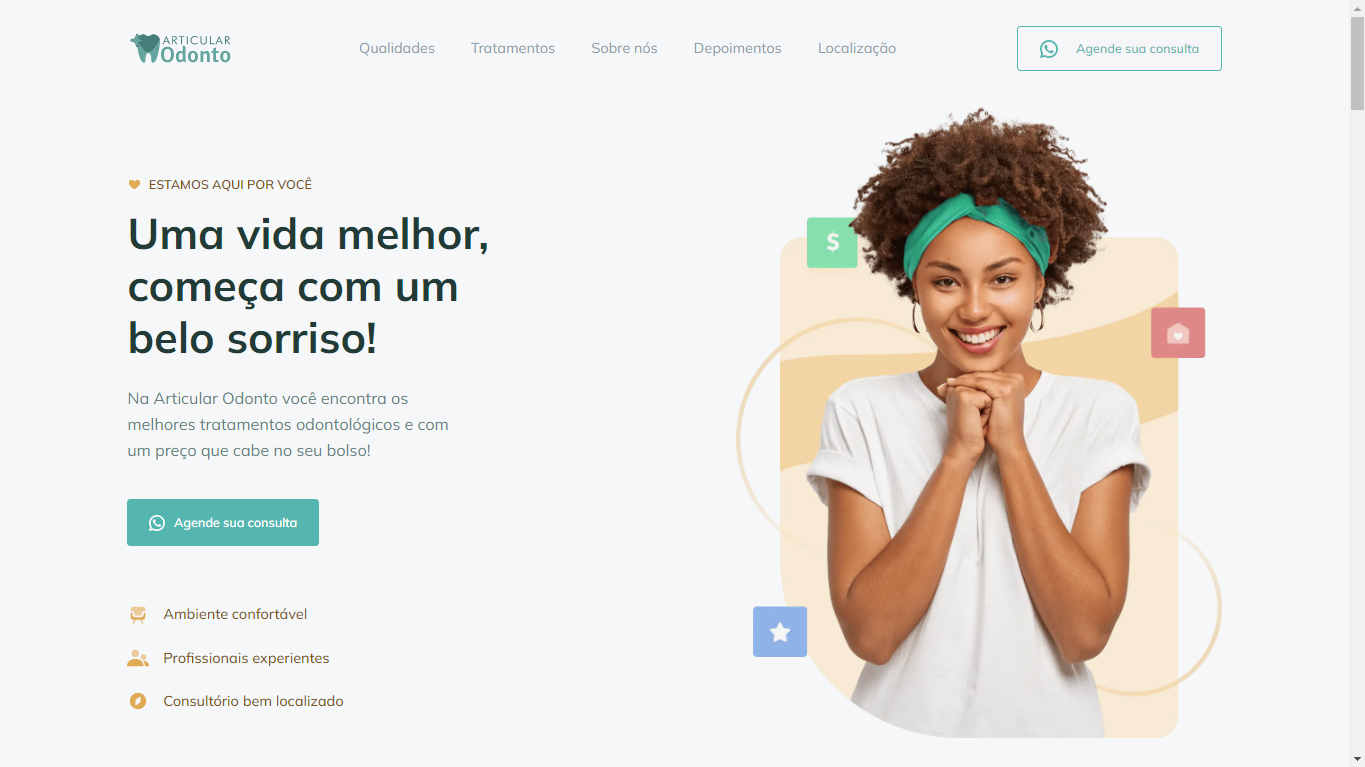 ARTICULAR
Odonto
Qualidades
Tratamentos
Sobre nós
Depoimentos
Localização
Agende sua consulta
ESTAMOS AQUI POR VOCÊ
Uma vida melhor,
começa com um
belo sorriso!
Na Articular Odonto você encontra os
melhores tratamentos odontológicos e com
um preço que cabe no seu bolso!
Agende sua consulta
Ambiente confortável
Profissionais experientes
Consultório bem localizado
$